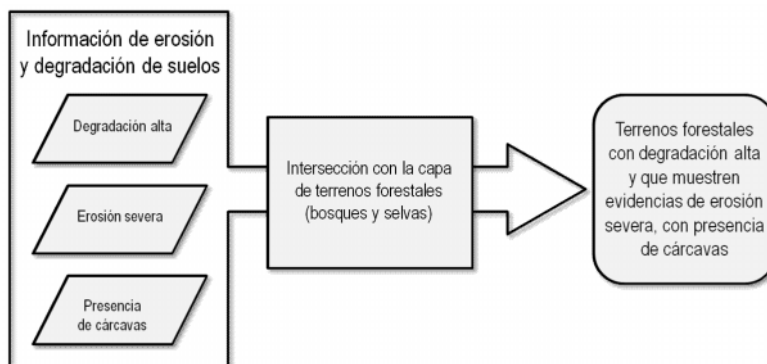 Información de erosión
y degradación de suelos
Degradación alta
Erosión severa
Presencia
de cárcavas
Intersección con la capa
de terrenos forestales
(bosques y selvas)
Terrenos forestales
con degradación alta
y que muestren
evidencias de erosión
severa, con presencia
de cárcavas